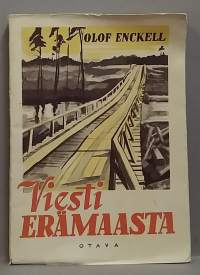 OLOF ENCKELL
Viesti
ERÄMAASTA
OTAVA